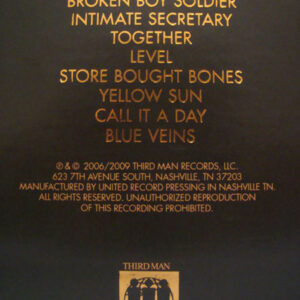 BROKEN BOY SOLDIER
INTIMATE SECRETARY
TOGETHER
LEVEL
STORE BOUGHT BONES
YELLOW SUN
CALL IT A DAY
BLUE VEINS
℗ & © 2006/2009 THIRD MAN RECORDS, LLC.
623 7TH AVENUE SOUTH, NASHVILLE, TN 37203
MANUFACTURED BY UNITED RECORD PRESSING IN NASHVILLE TN.
ALL RIGHTS RESERVED. UNAUTHORIZED REPRODUCTION
OF THIS RECORDING PROHIBITED.
THIRD MAN